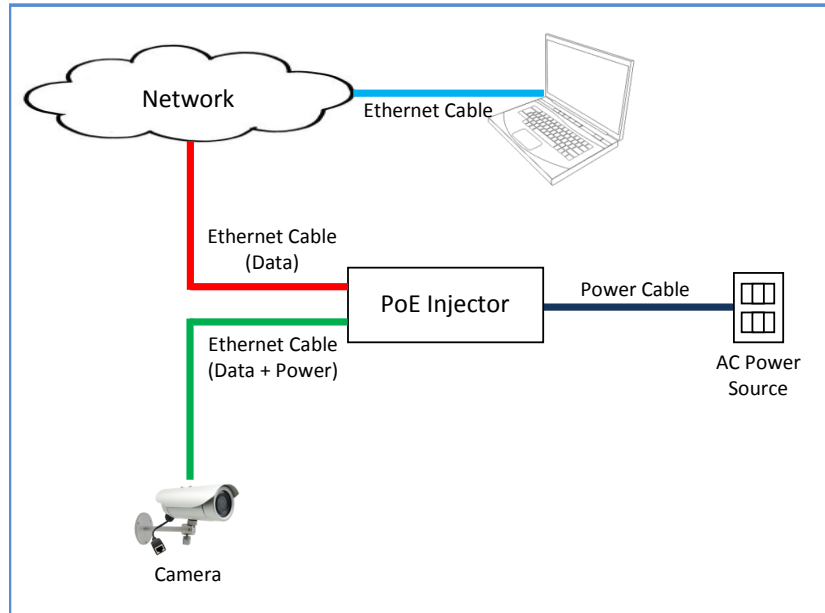 Network
Ethernet Cable
Ethernet Cable
(Data)
PoE Injector
Power Cable
Ethernet Cable
(Data + Power)
AC Power
Source
Camera